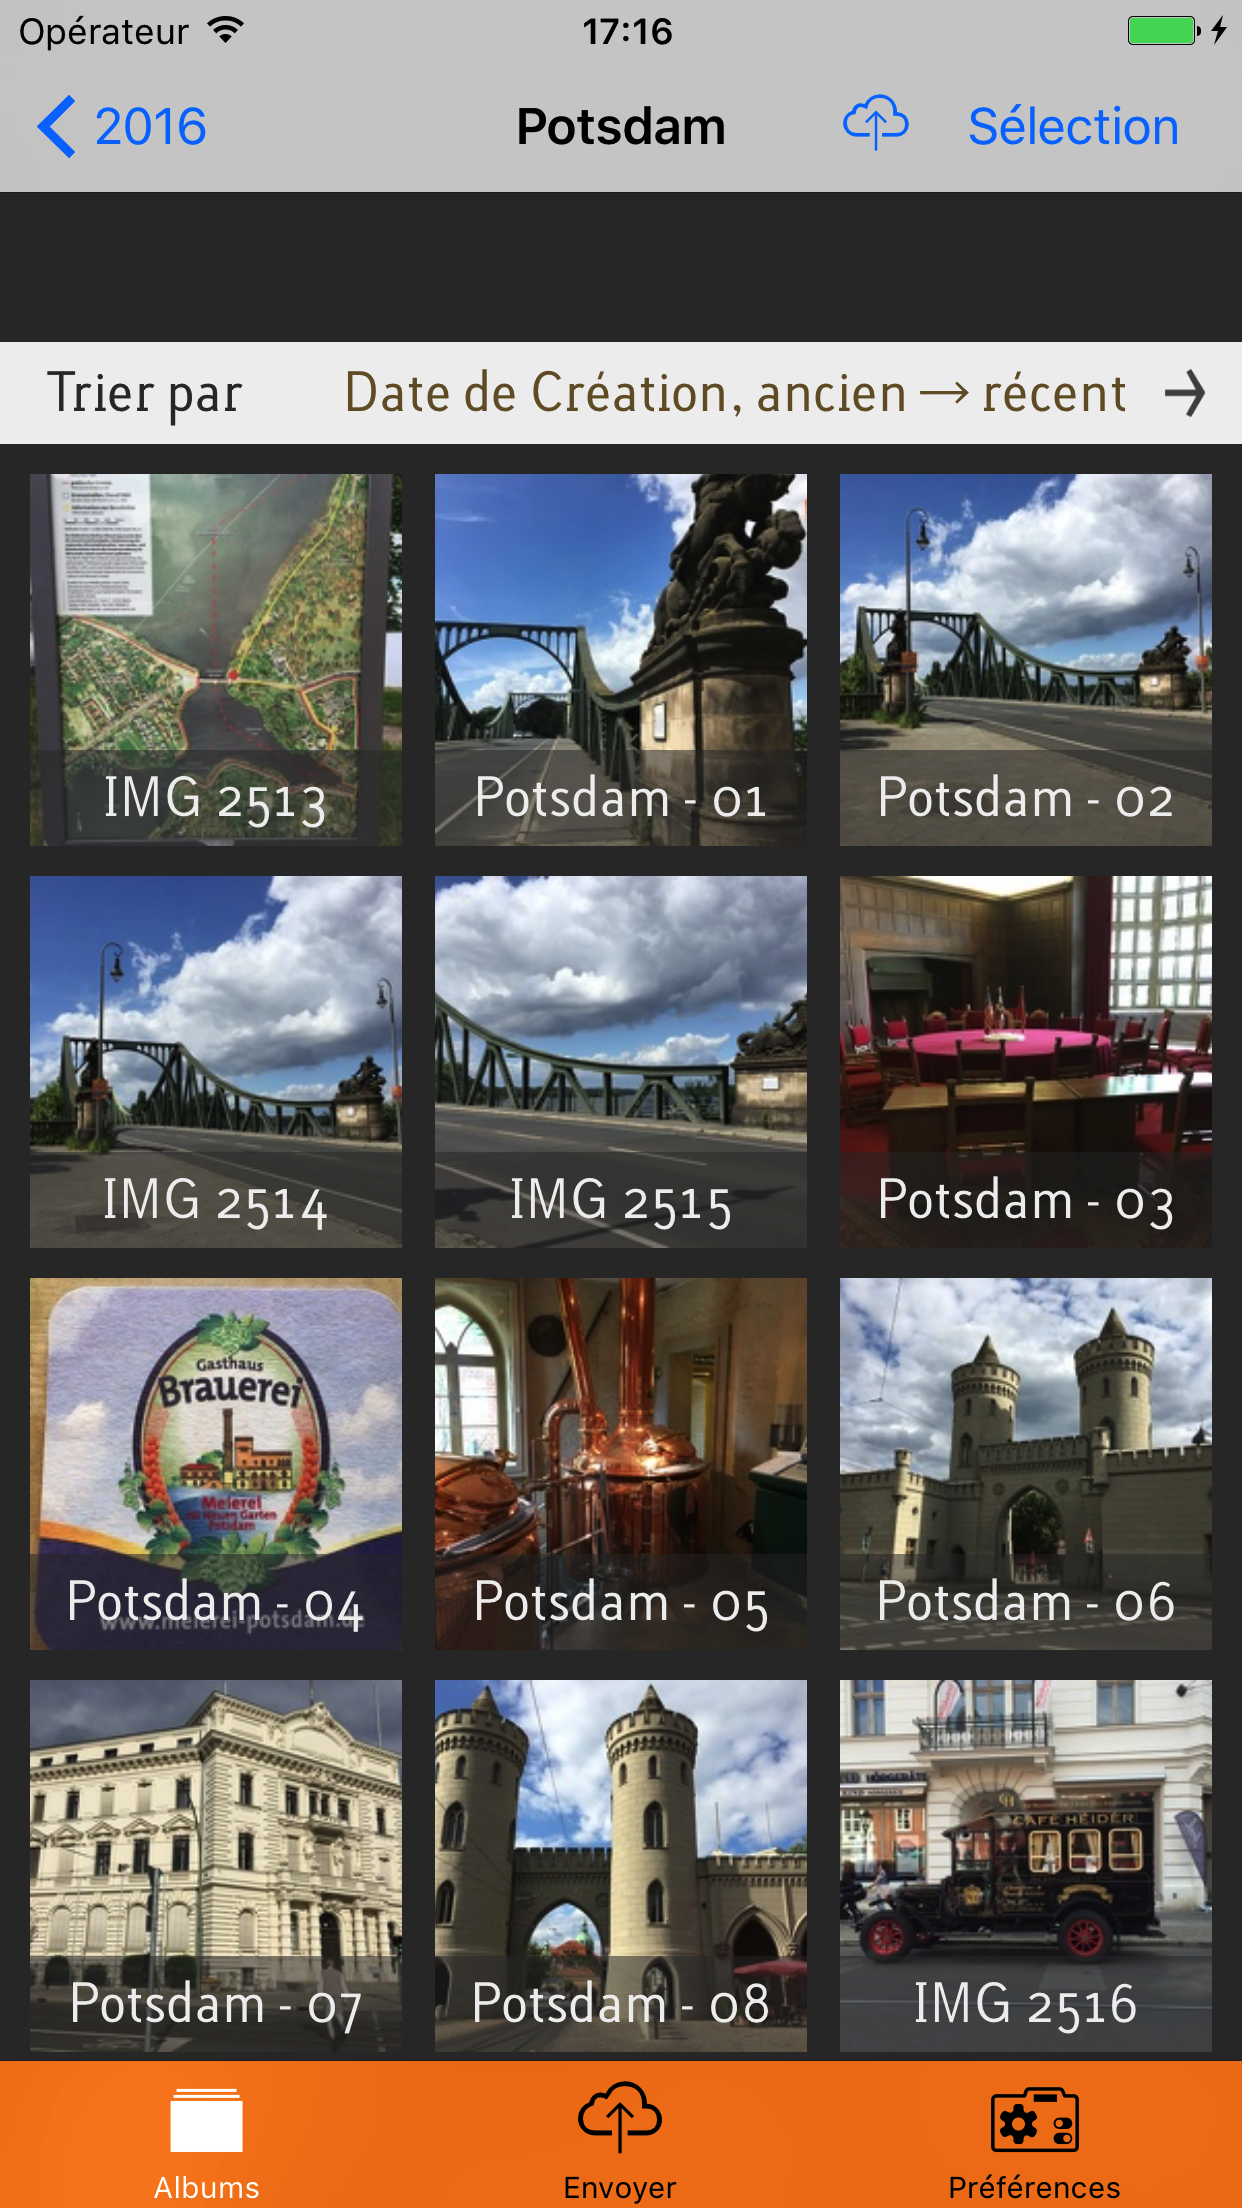 Opérateur 17:16
2016 Potsdam Sélection
Trier par Date de Création, ancien → récent →
IMG 2513 Potsdam - 01 Potsdam - 02
IMG 2514 IMG 2515 Potsdam - 03
Gasthaus
Brauerei
Meierei
im Neuen Garten
Potsdam
www.meierei-potsdam.de
Potsdam - 04 Potsdam - 05 Potsdam - 06
CAFE HEIDER
Potsdam - 07 Potsdam - 08 IMG 2516
Albums Envoyer Préférences